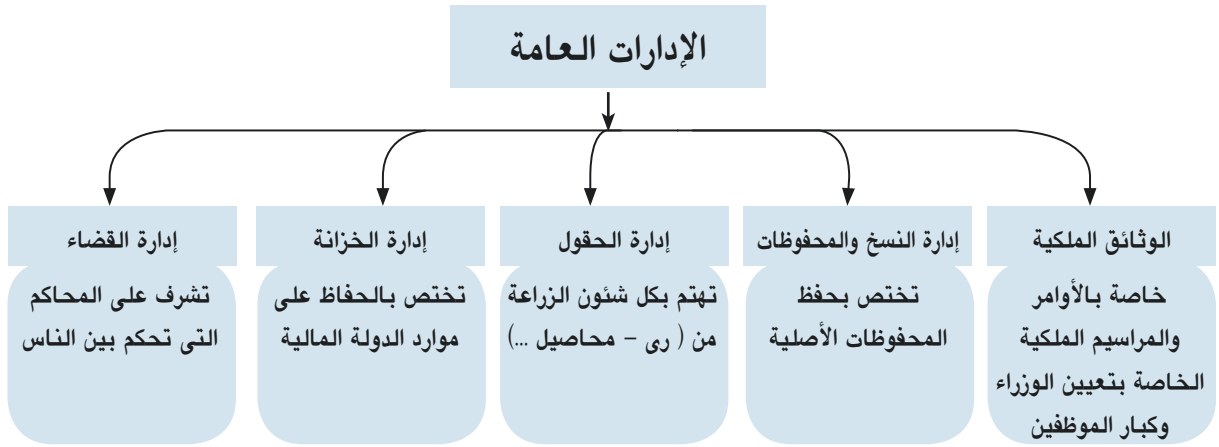 الإدارات العامة
الوثائق الملكية
خاصة بالأوامر
والمراسيم الملكية
الخاصة بتعيين الوزراء
وكبار الموظفين
إدارة النسخ والمحفوظات
تختص بحفظ
المحفوظات الأصلية
إدارة الحقول
تهتم بكل شئون الزراعة
من ( رى - محاصيل ...)
إدارة الخزانة
تختص بالحفاظ على
موارد الدولة المالية
إدارة القضاء
تشرف على المحاكم
التى تحكم بين الناس